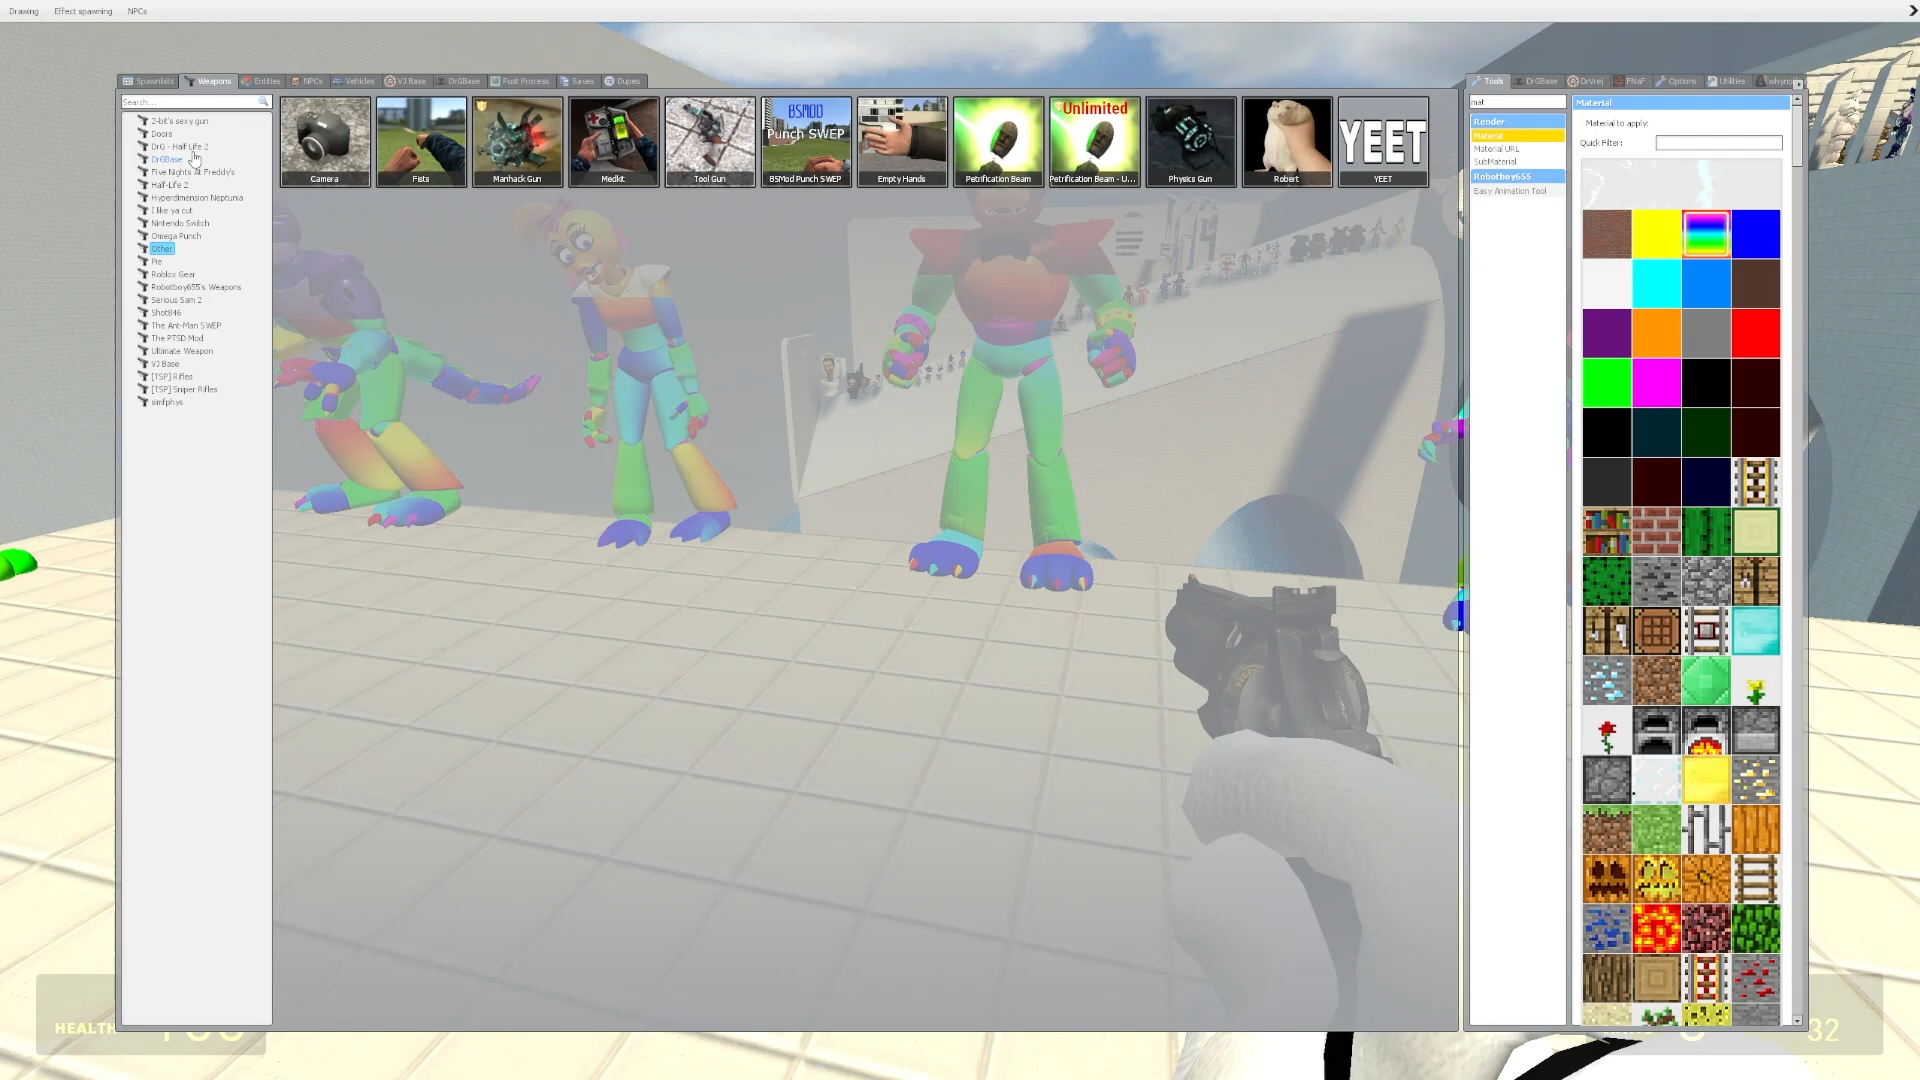 Drawing Effect spawning NPCs
Spawnlists Weapons Entities NPCs Vehicles VJ Base DrGBase Post Process Saves Dupes
Search...
2-bit's sexy gun
Doors
DrG - Half Life 2
DrGBase
Five Nights At Freddy's
Half-Life 2
Hyperdimension Neptunia
I like ya cut
Nintendo Switch
Omega Punch
Other
Pie
Roblox Gear
Robotboy655's Weapons
Serious Sam 2
Shot846
The Ant-Man SWEP
The PTSD Mod
Ultimate Weapon
VJ Base
[TSP] Rifles
[TSP] Sniper Rifles
simfphys
BSMOD
Punch SWEP
Unlimited
YEET
Camera Fists Manhack Gun Medkit Tool Gun BSMod Punch SWEP Empty Hands Petrification Beam Petrification Beam - U... Physics Gun Robert YEET
Tools DrGBase DrVrej FNaF Options Utilities whyno
mat
Render
Material
Material URL
SubMaterial
Robotboy655
Easy Animation Tool
Material
Material to apply:
Quick Filter:
HEALTH 100
32